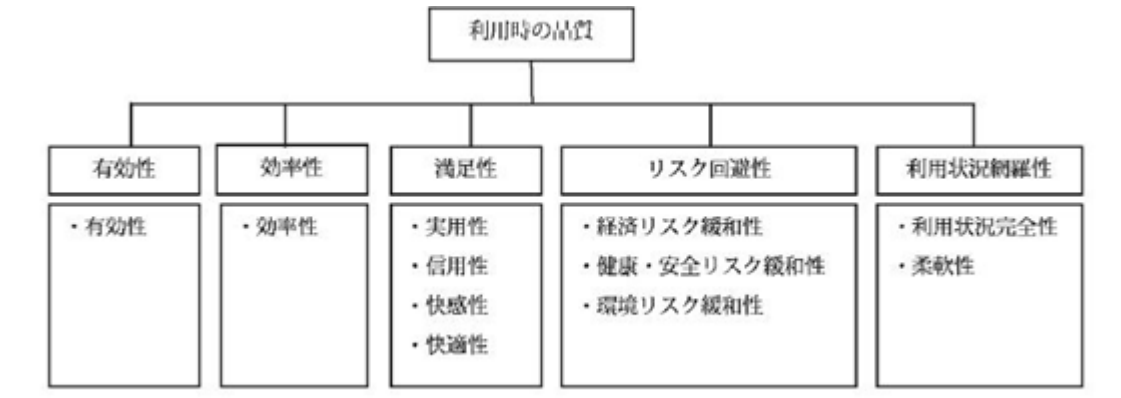 利用時の品質
有効性
効率性
満足性
リスク回避性
利用状況網羅性
・有効性
・効率性
・実用性
・信用性
・快感性
・快適性
・経済リスク緩和性
・健康・安全リスク緩和性
・環境リスク緩和性
・利用状況完全性
・柔軟性